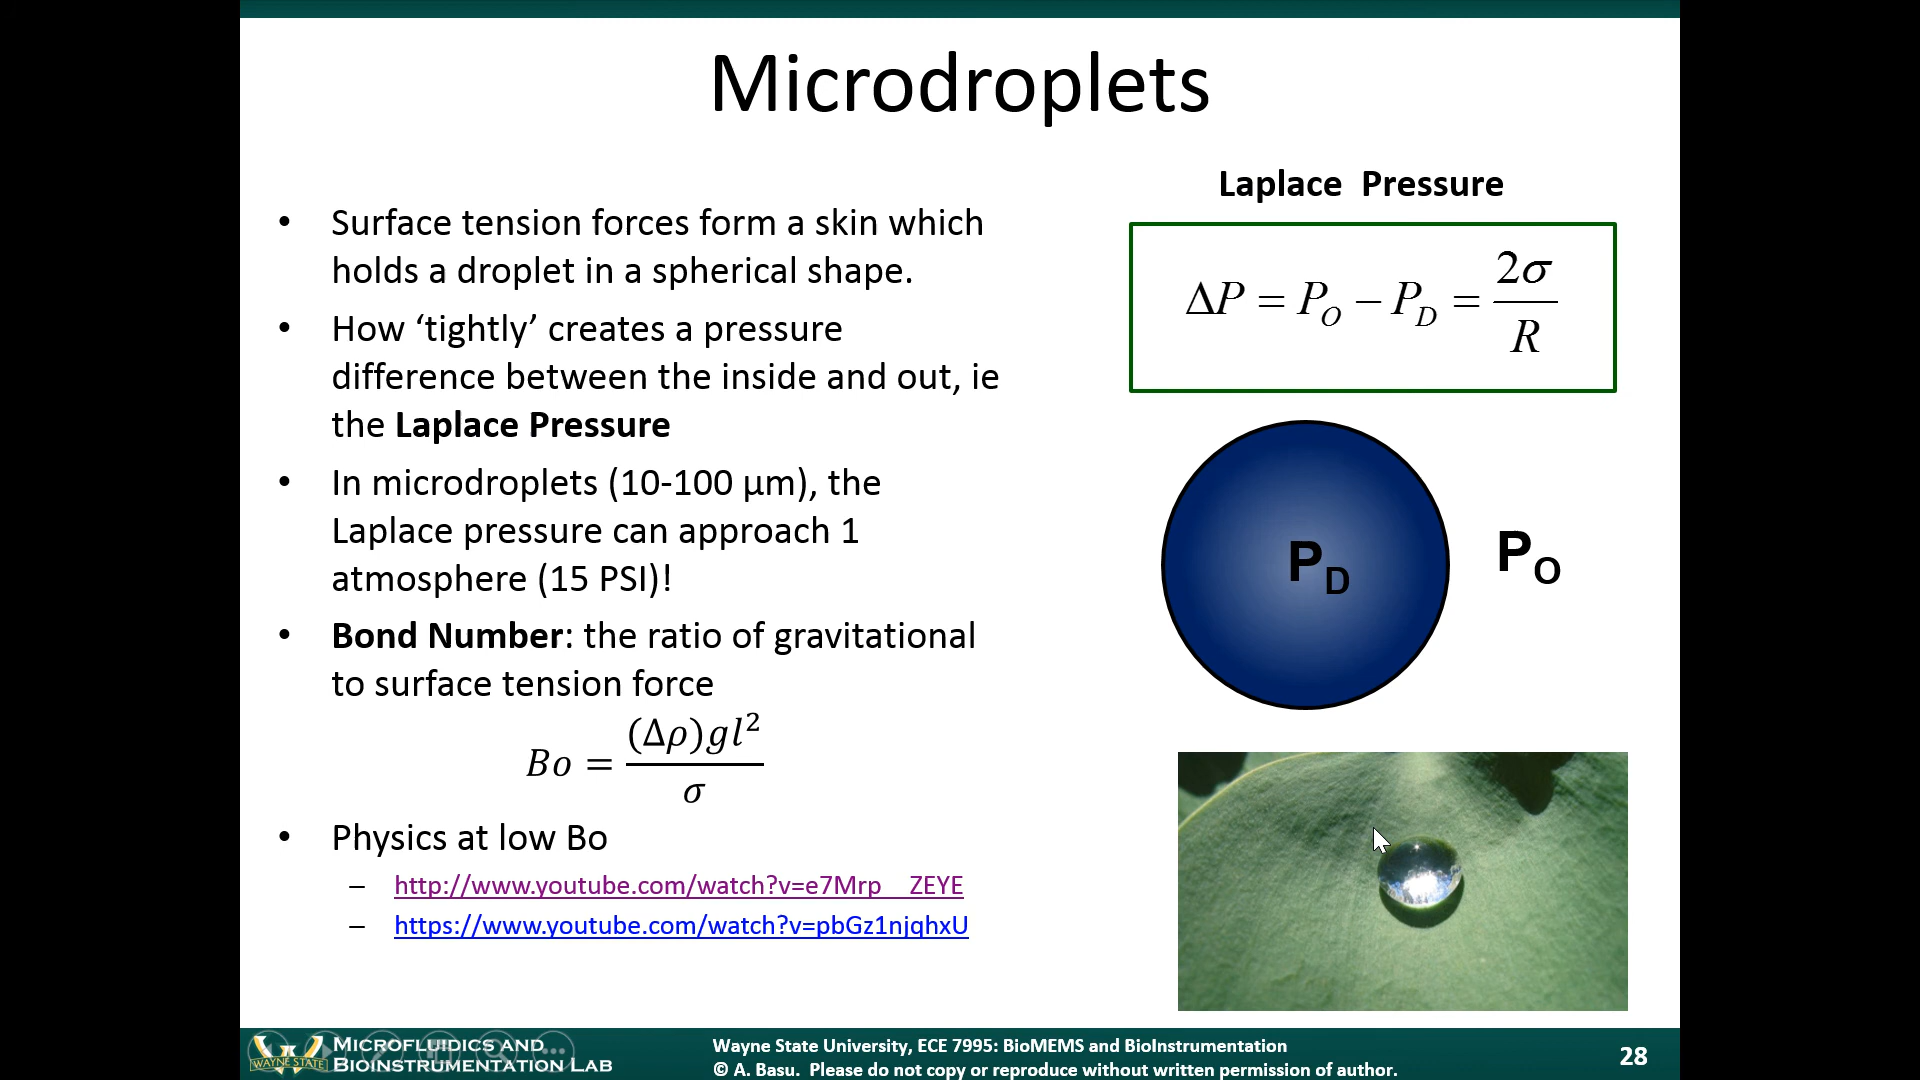 Microdroplets
• Surface tension forces form a skin which
holds a droplet in a spherical shape.
• How ‘tightly’ creates a pressure
difference between the inside and out, ie
the Laplace Pressure
• In microdroplets (10-100 µm), the
Laplace pressure can approach 1
atmosphere (15 PSI)!
• Bond Number: the ratio of gravitational
to surface tension force
Bo = (Δρ)gl²/σ
• Physics at low Bo
– http://www.youtube.com/watch?v=e7Mrp__ZEYE
– https://www.youtube.com/watch?v=pbGz1njqhxU
Laplace Pressure
ΔP = P_O − P_D = 2σ/R
P_D
P_O
WAYNE STATE
MICROFLUIDICS AND
BIOINSTRUMENTATION LAB
Wayne State University, ECE 7995: BioMEMS and BioInstrumentation
© A. Basu. Please do not copy or reproduce without written permission of author.
28